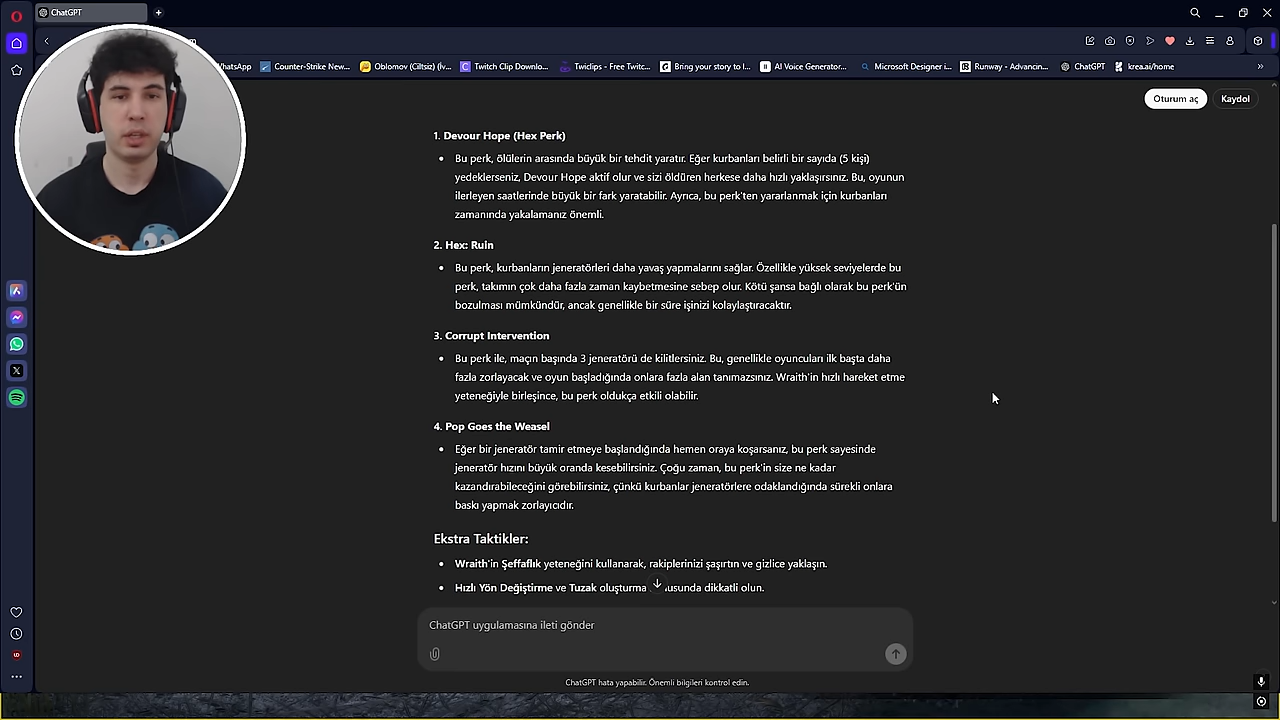 ChatGPT
WhatsApp
Counter-Strike New...
Oblomov (Ciltsiz) (İv...
Twitch Clip Downlo...
Twiclips - Free Twitc...
Bring your story to l...
AI Voice Generator...
Microsoft Designer i...
Runway - Advancin...
ChatGPT
krea.ai/home
Oturum aç
Kaydol
1. Devour Hope (Hex Perk)
Bu perk, ölülerin arasında büyük bir tehdit yaratır. Eğer kurbanları belirli bir sayıda (5 kişi)
yedeklerseniz, Devour Hope aktif olur ve sizi öldüren herkese daha hızlı yaklaşırsınız. Bu, oyunun
ilerleyen saatlerinde büyük bir fark yaratabilir. Ayrıca, bu perk'ten yararlanmak için kurbanları
zamanında yakalamanız önemli.
2. Hex: Ruin
Bu perk, kurbanların jeneratörleri daha yavaş yapmalarını sağlar. Özellikle yüksek seviyelerde bu
perk, takımın çok daha fazla zaman kaybetmesine sebep olur. Kötü şansa bağlı olarak bu perk'ün
bozulması mümkündür, ancak genellikle bir süre işinizi kolaylaştıracaktır.
3. Corrupt Intervention
Bu perk ile, maçın başında 3 jeneratörü de kilitlersiniz. Bu, genellikle oyuncuları ilk başta daha
fazla zorlayacak ve oyun başladığında onlara fazla alan tanımazsınız. Wraith'in hızlı hareket etme
yeteneğiyle birleşince, bu perk oldukça etkili olabilir.
4. Pop Goes the Weasel
Eğer bir jeneratör tamir etmeye başlandığında hemen oraya koşarsanız, bu perk sayesinde
jeneratör hızını büyük oranda kesebilirsiniz. Çoğu zaman, bu perk'in size ne kadar
kazandırabileceğini görebilirsiniz, çünkü kurbanlar jeneratörlere odaklandığında sürekli onlara
baskı yapmak zorlayıcıdır.
Ekstra Taktikler:
Wraith'in Şeffaflık yeteneğini kullanarak, rakiplerinizi şaşırtın ve gizlice yaklaşın.
Hızlı Yön Değiştirme ve Tuzak oluşturma dikkatli olun.
ChatGPT uygulamasına ileti gönder
ChatGPT hata yapabilir. Önemli bilgileri kontrol edin.